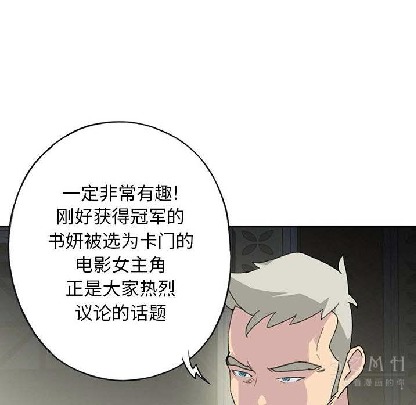 一定非常有趣!
刚好获得冠军的
书妍被选为卡门的
电影女主角
正是大家热烈
议论的话题